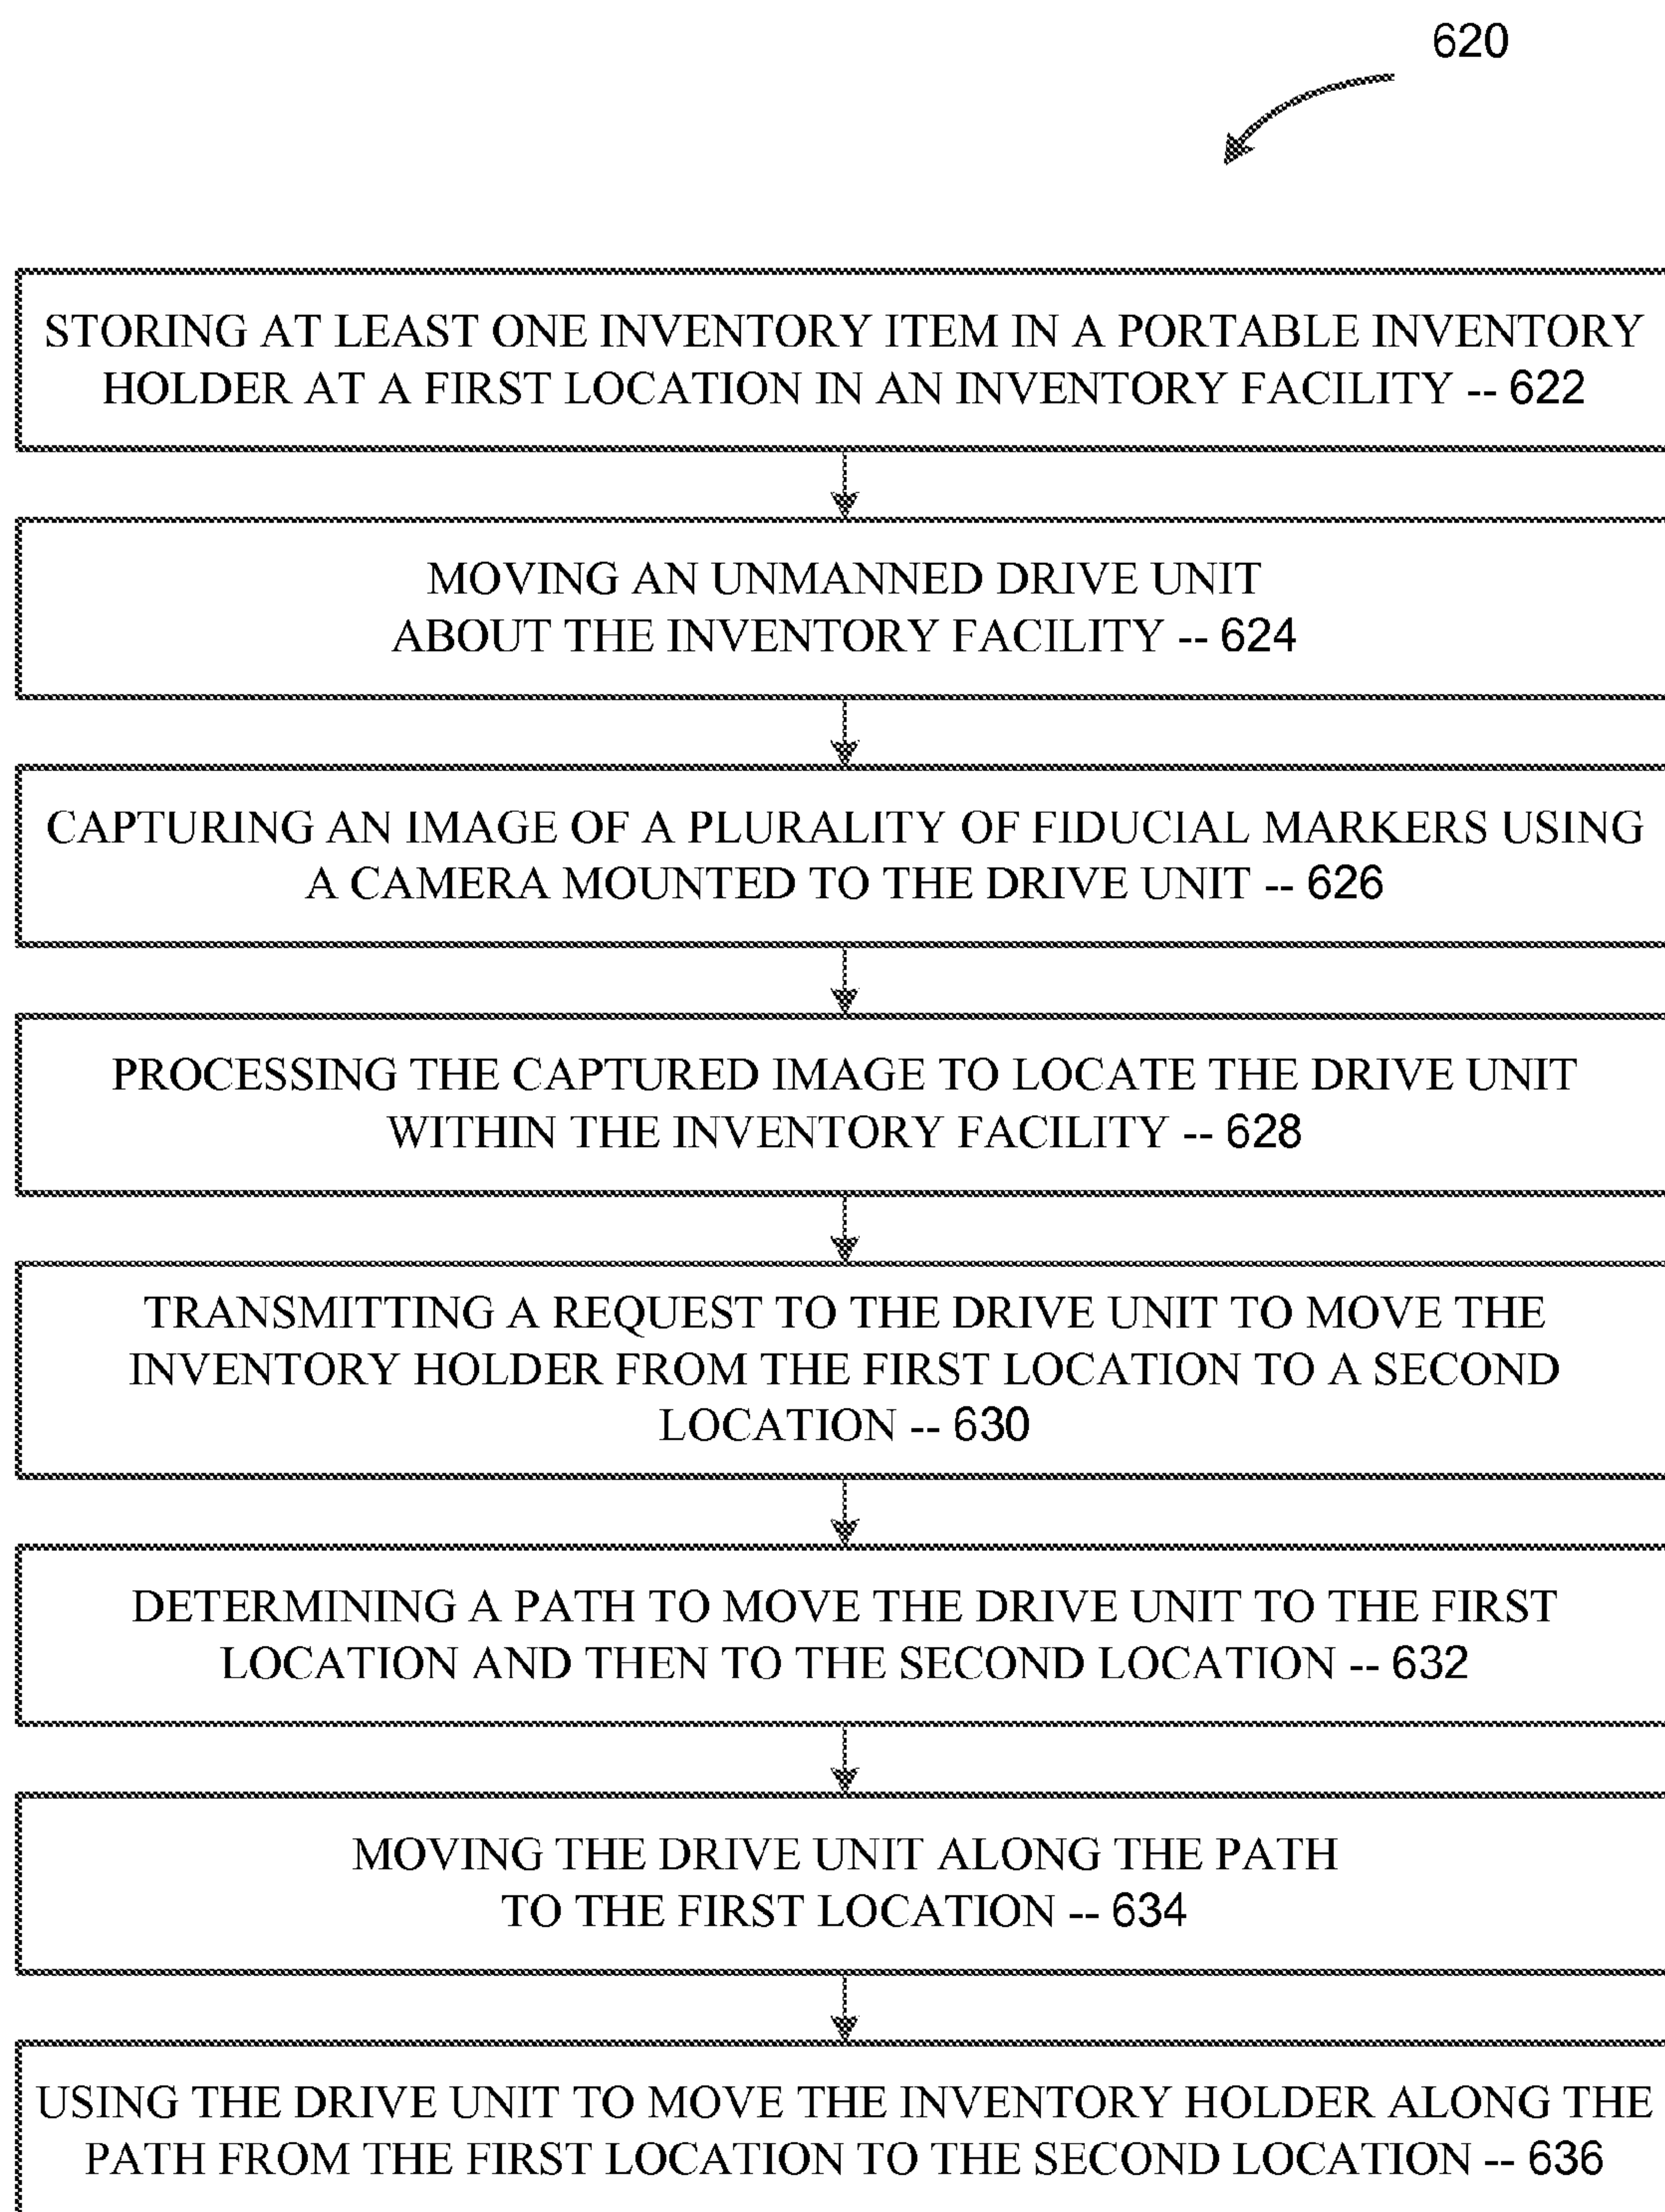 620
STORING AT LEAST ONE INVENTORY ITEM IN A PORTABLE INVENTORY
HOLDER AT A FIRST LOCATION IN AN INVENTORY FACILITY -- 622
MOVING AN UNMANNED DRIVE UNIT
ABOUT THE INVENTORY FACILITY -- 624
CAPTURING AN IMAGE OF A PLURALITY OF FIDUCIAL MARKERS USING
A CAMERA MOUNTED TO THE DRIVE UNIT -- 626
PROCESSING THE CAPTURED IMAGE TO LOCATE THE DRIVE UNIT
WITHIN THE INVENTORY FACILITY -- 628
TRANSMITTING A REQUEST TO THE DRIVE UNIT TO MOVE THE
INVENTORY HOLDER FROM THE FIRST LOCATION TO A SECOND
LOCATION -- 630
DETERMINING A PATH TO MOVE THE DRIVE UNIT TO THE FIRST
LOCATION AND THEN TO THE SECOND LOCATION -- 632
MOVING THE DRIVE UNIT ALONG THE PATH
TO THE FIRST LOCATION -- 634
USING THE DRIVE UNIT TO MOVE THE INVENTORY HOLDER ALONG THE
PATH FROM THE FIRST LOCATION TO THE SECOND LOCATION -- 636